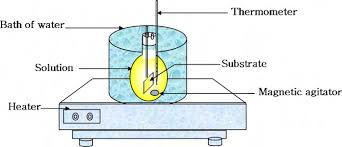 Thermometer
Bath of water
Solution
Substrate
Magnetic agitator
Heater